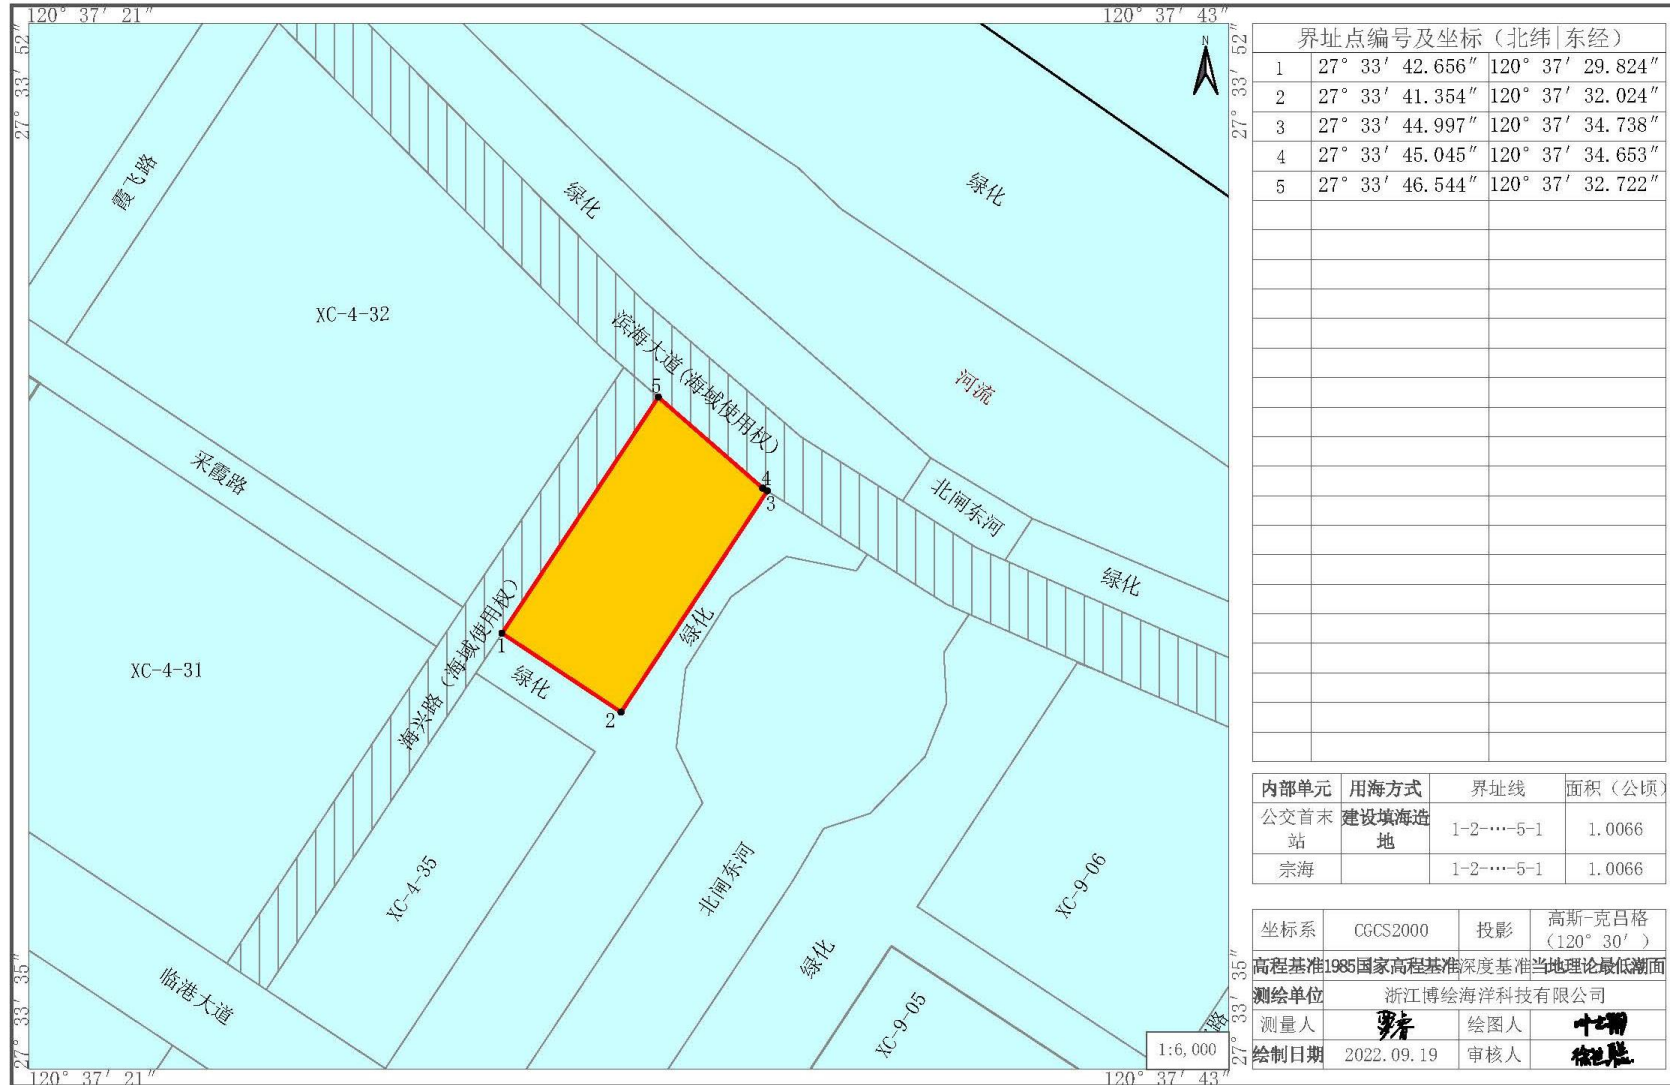 120° 37′ 21″
120° 37′ 43″
27° 33′ 52″
27° 33′ 52″
N
霞飞路
绿化
绿化
XC-4-32
滨海大道(海域使用权)
河流
5
4
3
采霞路
北闸东河
绿化
XC-4-31
海兴路(海域使用权)
1
绿化
绿化
2
XC-4-35
北闸东河
XC-9-06
绿化
临港大道
XC-9-05
路
1:6,000
27° 33′ 35″
27° 33′ 35″
120° 37′ 21″
120° 37′ 43″
界址点编号及坐标（北纬|东经）
1 27° 33′ 42.656″ 120° 37′ 29.824″
2 27° 33′ 41.354″ 120° 37′ 32.024″
3 27° 33′ 44.997″ 120° 37′ 34.738″
4 27° 33′ 45.045″ 120° 37′ 34.653″
5 27° 33′ 46.544″ 120° 37′ 32.722″
内部单元 用海方式 界址线 面积（公顷）
公交首末站 建设填海造地 1-2-…-5-1 1.0066
宗海 1-2-…-5-1 1.0066
坐标系 CGCS2000 投影 高斯-克吕格（120° 30′ ）
高程基准 1985国家高程基准 深度基准 当地理论最低潮面
测绘单位 浙江博绘海洋科技有限公司
测量人 绘图人
绘制日期 2022.09.19 审核人